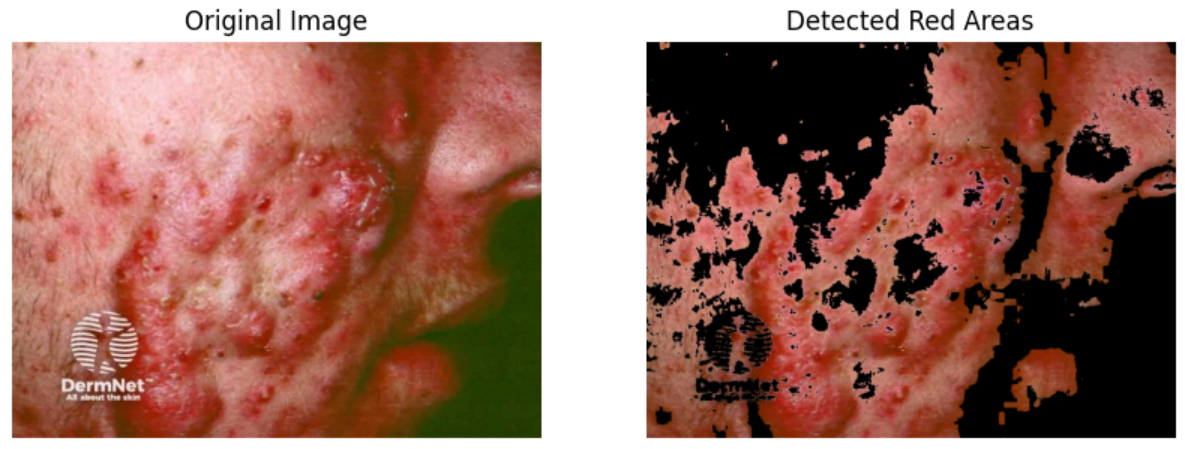 Original Image
Detected Red Areas
DermNet
All about the skin
DermNet